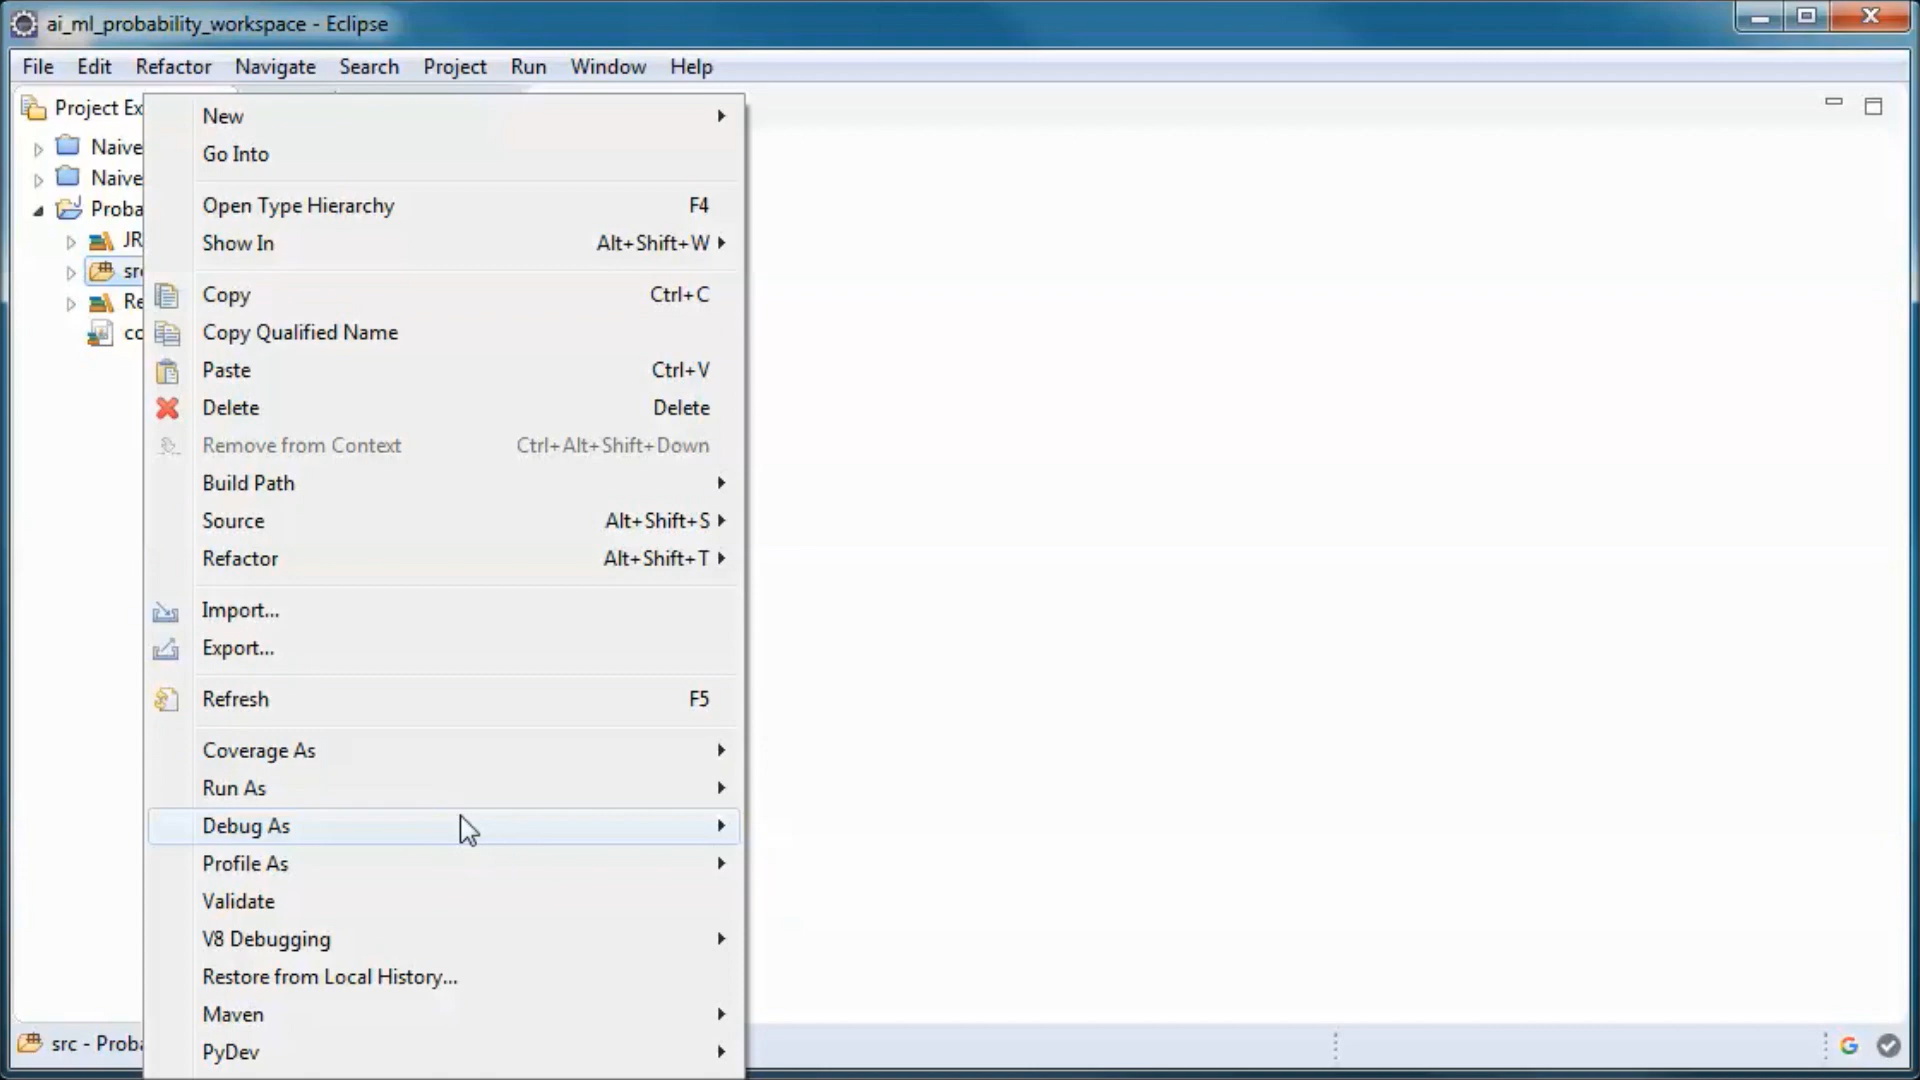 ai_ml_probability_workspace - Eclipse
File Edit Refactor Navigate Search Project Run Window Help
Project Ex
Naive
Naive
Proba
JR
src
Re
co
New
Go Into
Open Type Hierarchy F4
Show In Alt+Shift+W
Copy Ctrl+C
Copy Qualified Name
Paste Ctrl+V
Delete Delete
Remove from Context Ctrl+Alt+Shift+Down
Build Path
Source Alt+Shift+S
Refactor Alt+Shift+T
Import...
Export...
Refresh F5
Coverage As
Run As
Debug As
Profile As
Validate
V8 Debugging
Restore from Local History...
Maven
PyDev
src - Proba
G